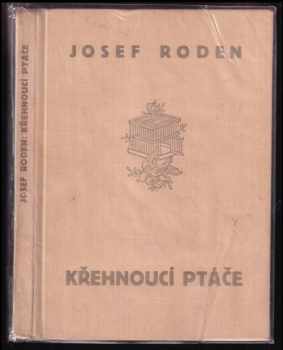 JOSEF RODEN: KŘEHNOUCÍ PTÁČE
JOSEF RODEN
KŘEHNOUCÍ PTÁČE